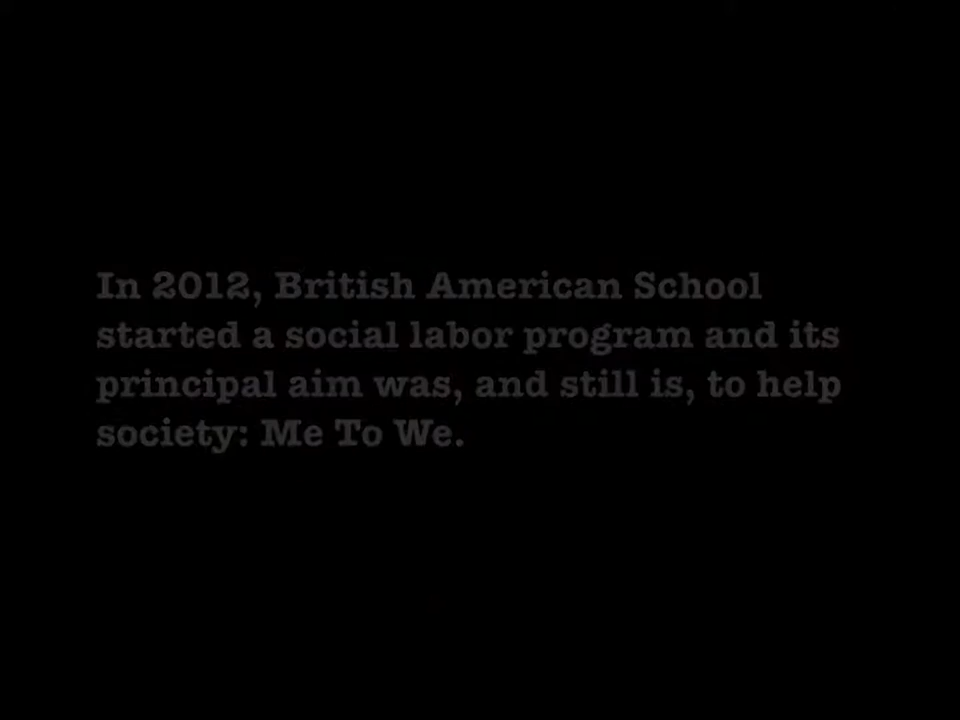 In 2012, British American School
started a social labor program and its
principal aim was, and still is, to help
society: Me To We.